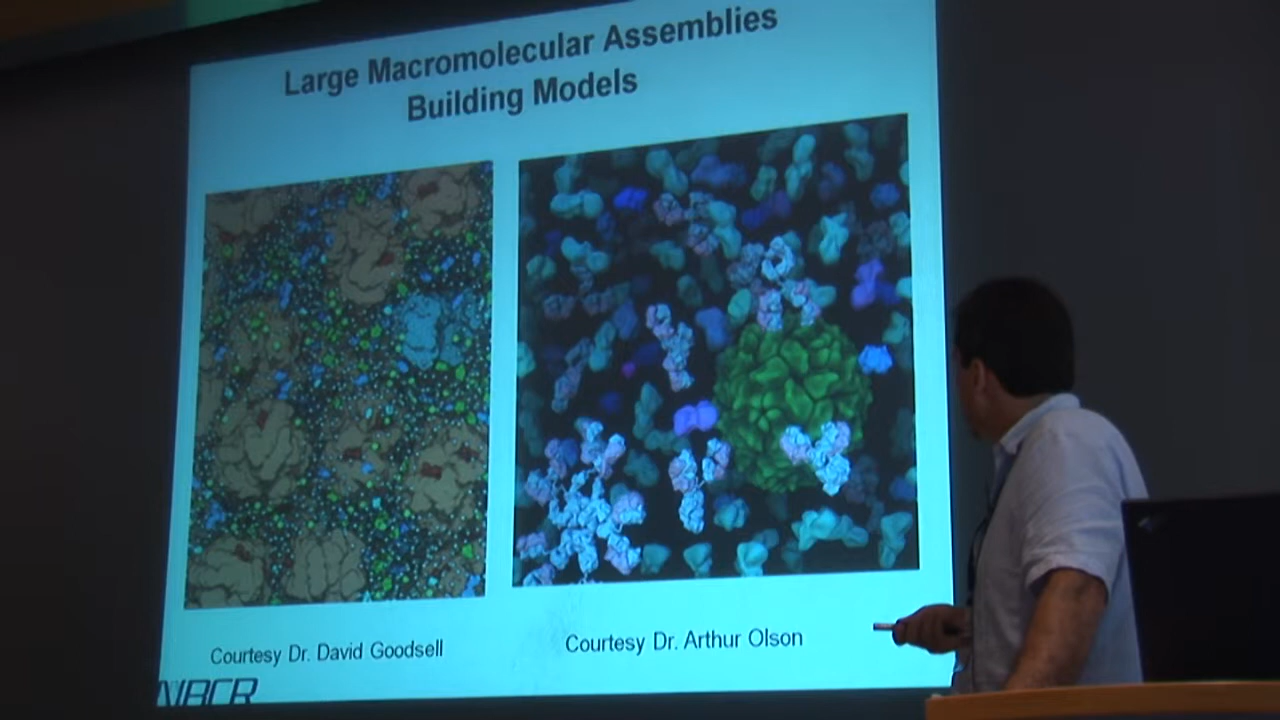 Large Macromolecular Assemblies
Building Models
Courtesy Dr. David Goodsell
Courtesy Dr. Arthur Olson
NBCR